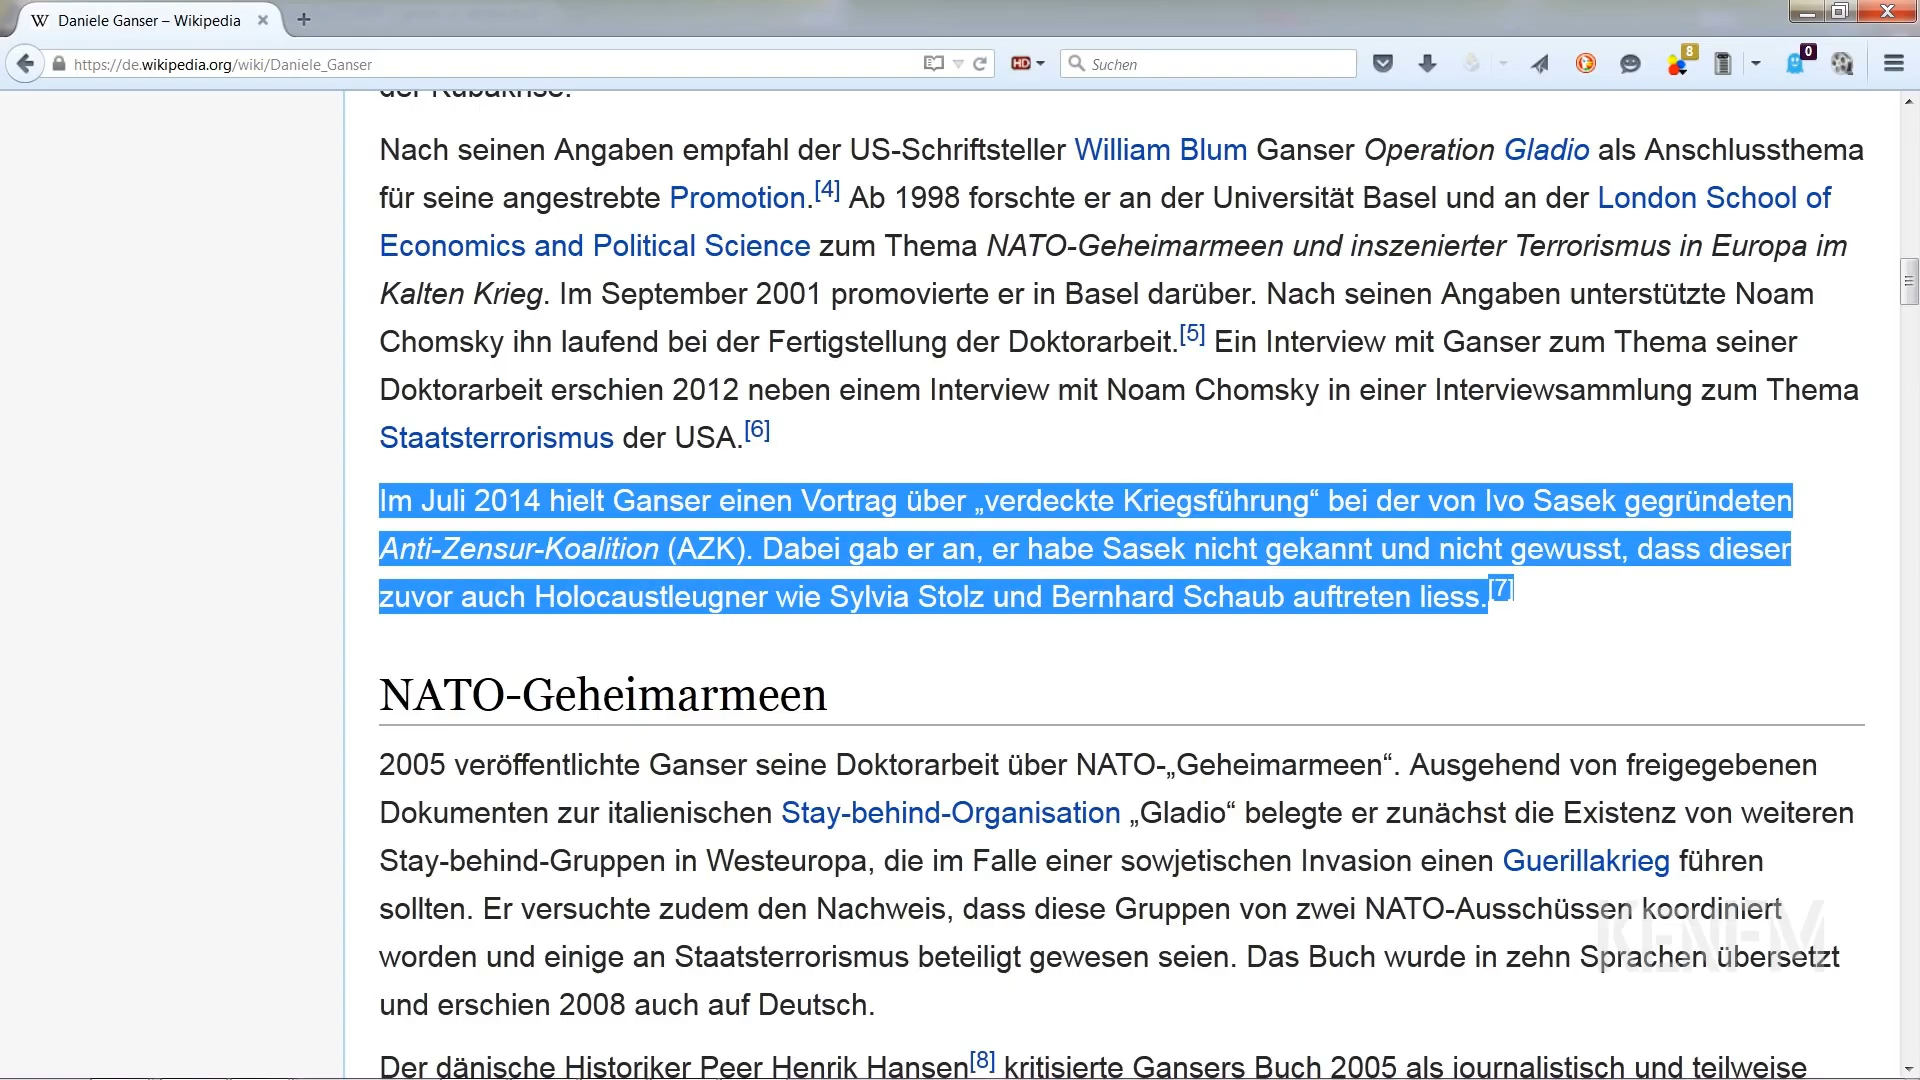 Daniele Ganser – Wikipedia
https://de.wikipedia.org/wiki/Daniele_Ganser
HD
Suchen
8
0
der Kubakrise.
Nach seinen Angaben empfahl der US-Schriftsteller William Blum Ganser Operation Gladio als Anschlussthema
für seine angestrebte Promotion.[4] Ab 1998 forschte er an der Universität Basel und an der London School of
Economics and Political Science zum Thema NATO-Geheimarmeen und inszenierter Terrorismus in Europa im
Kalten Krieg. Im September 2001 promovierte er in Basel darüber. Nach seinen Angaben unterstützte Noam
Chomsky ihn laufend bei der Fertigstellung der Doktorarbeit.[5] Ein Interview mit Ganser zum Thema seiner
Doktorarbeit erschien 2012 neben einem Interview mit Noam Chomsky in einer Interviewsammlung zum Thema
Staatsterrorismus der USA.[6]
Im Juli 2014 hielt Ganser einen Vortrag über „verdeckte Kriegsführung“ bei der von Ivo Sasek gegründeten
Anti-Zensur-Koalition (AZK). Dabei gab er an, er habe Sasek nicht gekannt und nicht gewusst, dass dieser
zuvor auch Holocaustleugner wie Sylvia Stolz und Bernhard Schaub auftreten liess.[7]
NATO-Geheimarmeen
2005 veröffentlichte Ganser seine Doktorarbeit über NATO-„Geheimarmeen“. Ausgehend von freigegebenen
Dokumenten zur italienischen Stay-behind-Organisation „Gladio“ belegte er zunächst die Existenz von weiteren
Stay-behind-Gruppen in Westeuropa, die im Falle einer sowjetischen Invasion einen Guerillakrieg führen
sollten. Er versuchte zudem den Nachweis, dass diese Gruppen von zwei NATO-Ausschüssen koordiniert
worden und einige an Staatsterrorismus beteiligt gewesen seien. Das Buch wurde in zehn Sprachen übersetzt
und erschien 2008 auch auf Deutsch.
Der dänische Historiker Peer Henrik Hansen[8] kritisierte Gansers Buch 2005 als journalistisch und teilweise
KENFM